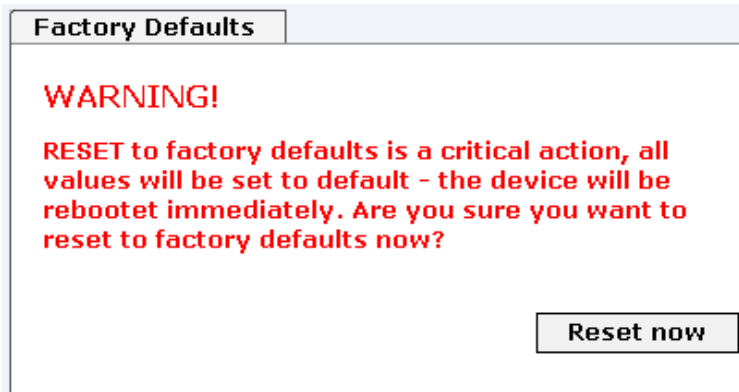 Factory Defaults
WARNING!
RESET to factory defaults is a critical action, all
values will be set to default - the device will be
rebootet immediately. Are you sure you want to
reset to factory defaults now?
Reset now